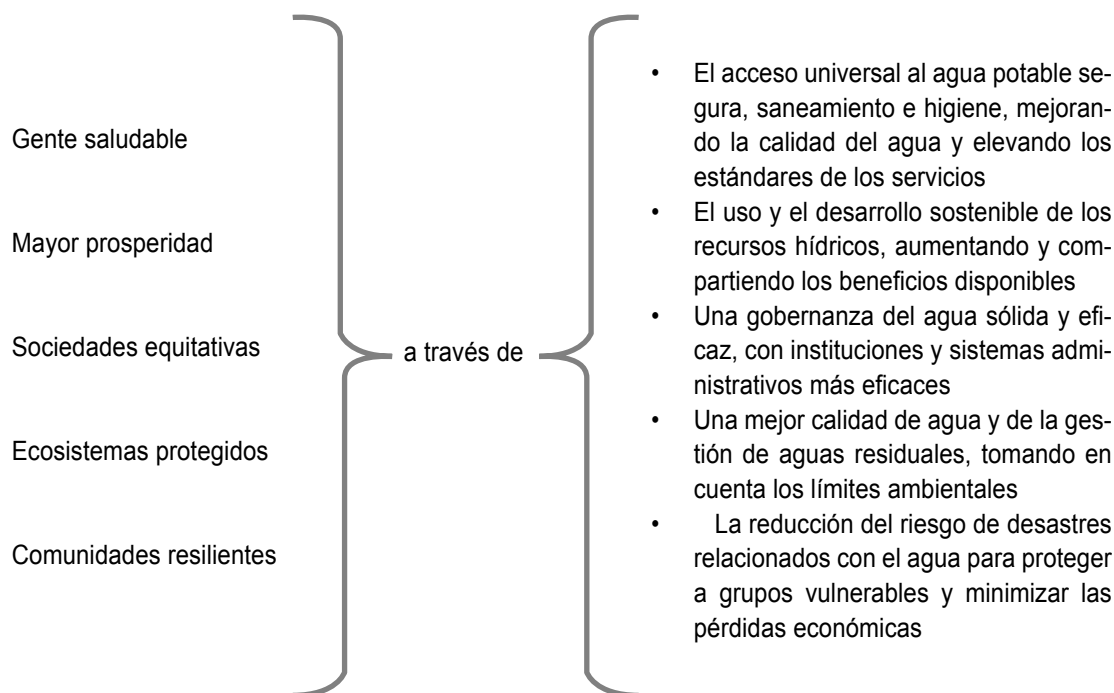 Gente saludable
Mayor prosperidad
Sociedades equitativas
Ecosistemas protegidos
Comunidades resilientes
a través de
• El acceso universal al agua potable se-
gura, saneamiento e higiene, mejoran-
do la calidad del agua y elevando los
estándares de los servicios
• El uso y el desarrollo sostenible de los
recursos hídricos, aumentando y com-
partiendo los beneficios disponibles
• Una gobernanza del agua sólida y efi-
caz, con instituciones y sistemas admi-
nistrativos más eficaces
• Una mejor calidad de agua y de la ges-
tión de aguas residuales, tomando en
cuenta los límites ambientales
• La reducción del riesgo de desastres
relacionados con el agua para proteger
a grupos vulnerables y minimizar las
pérdidas económicas